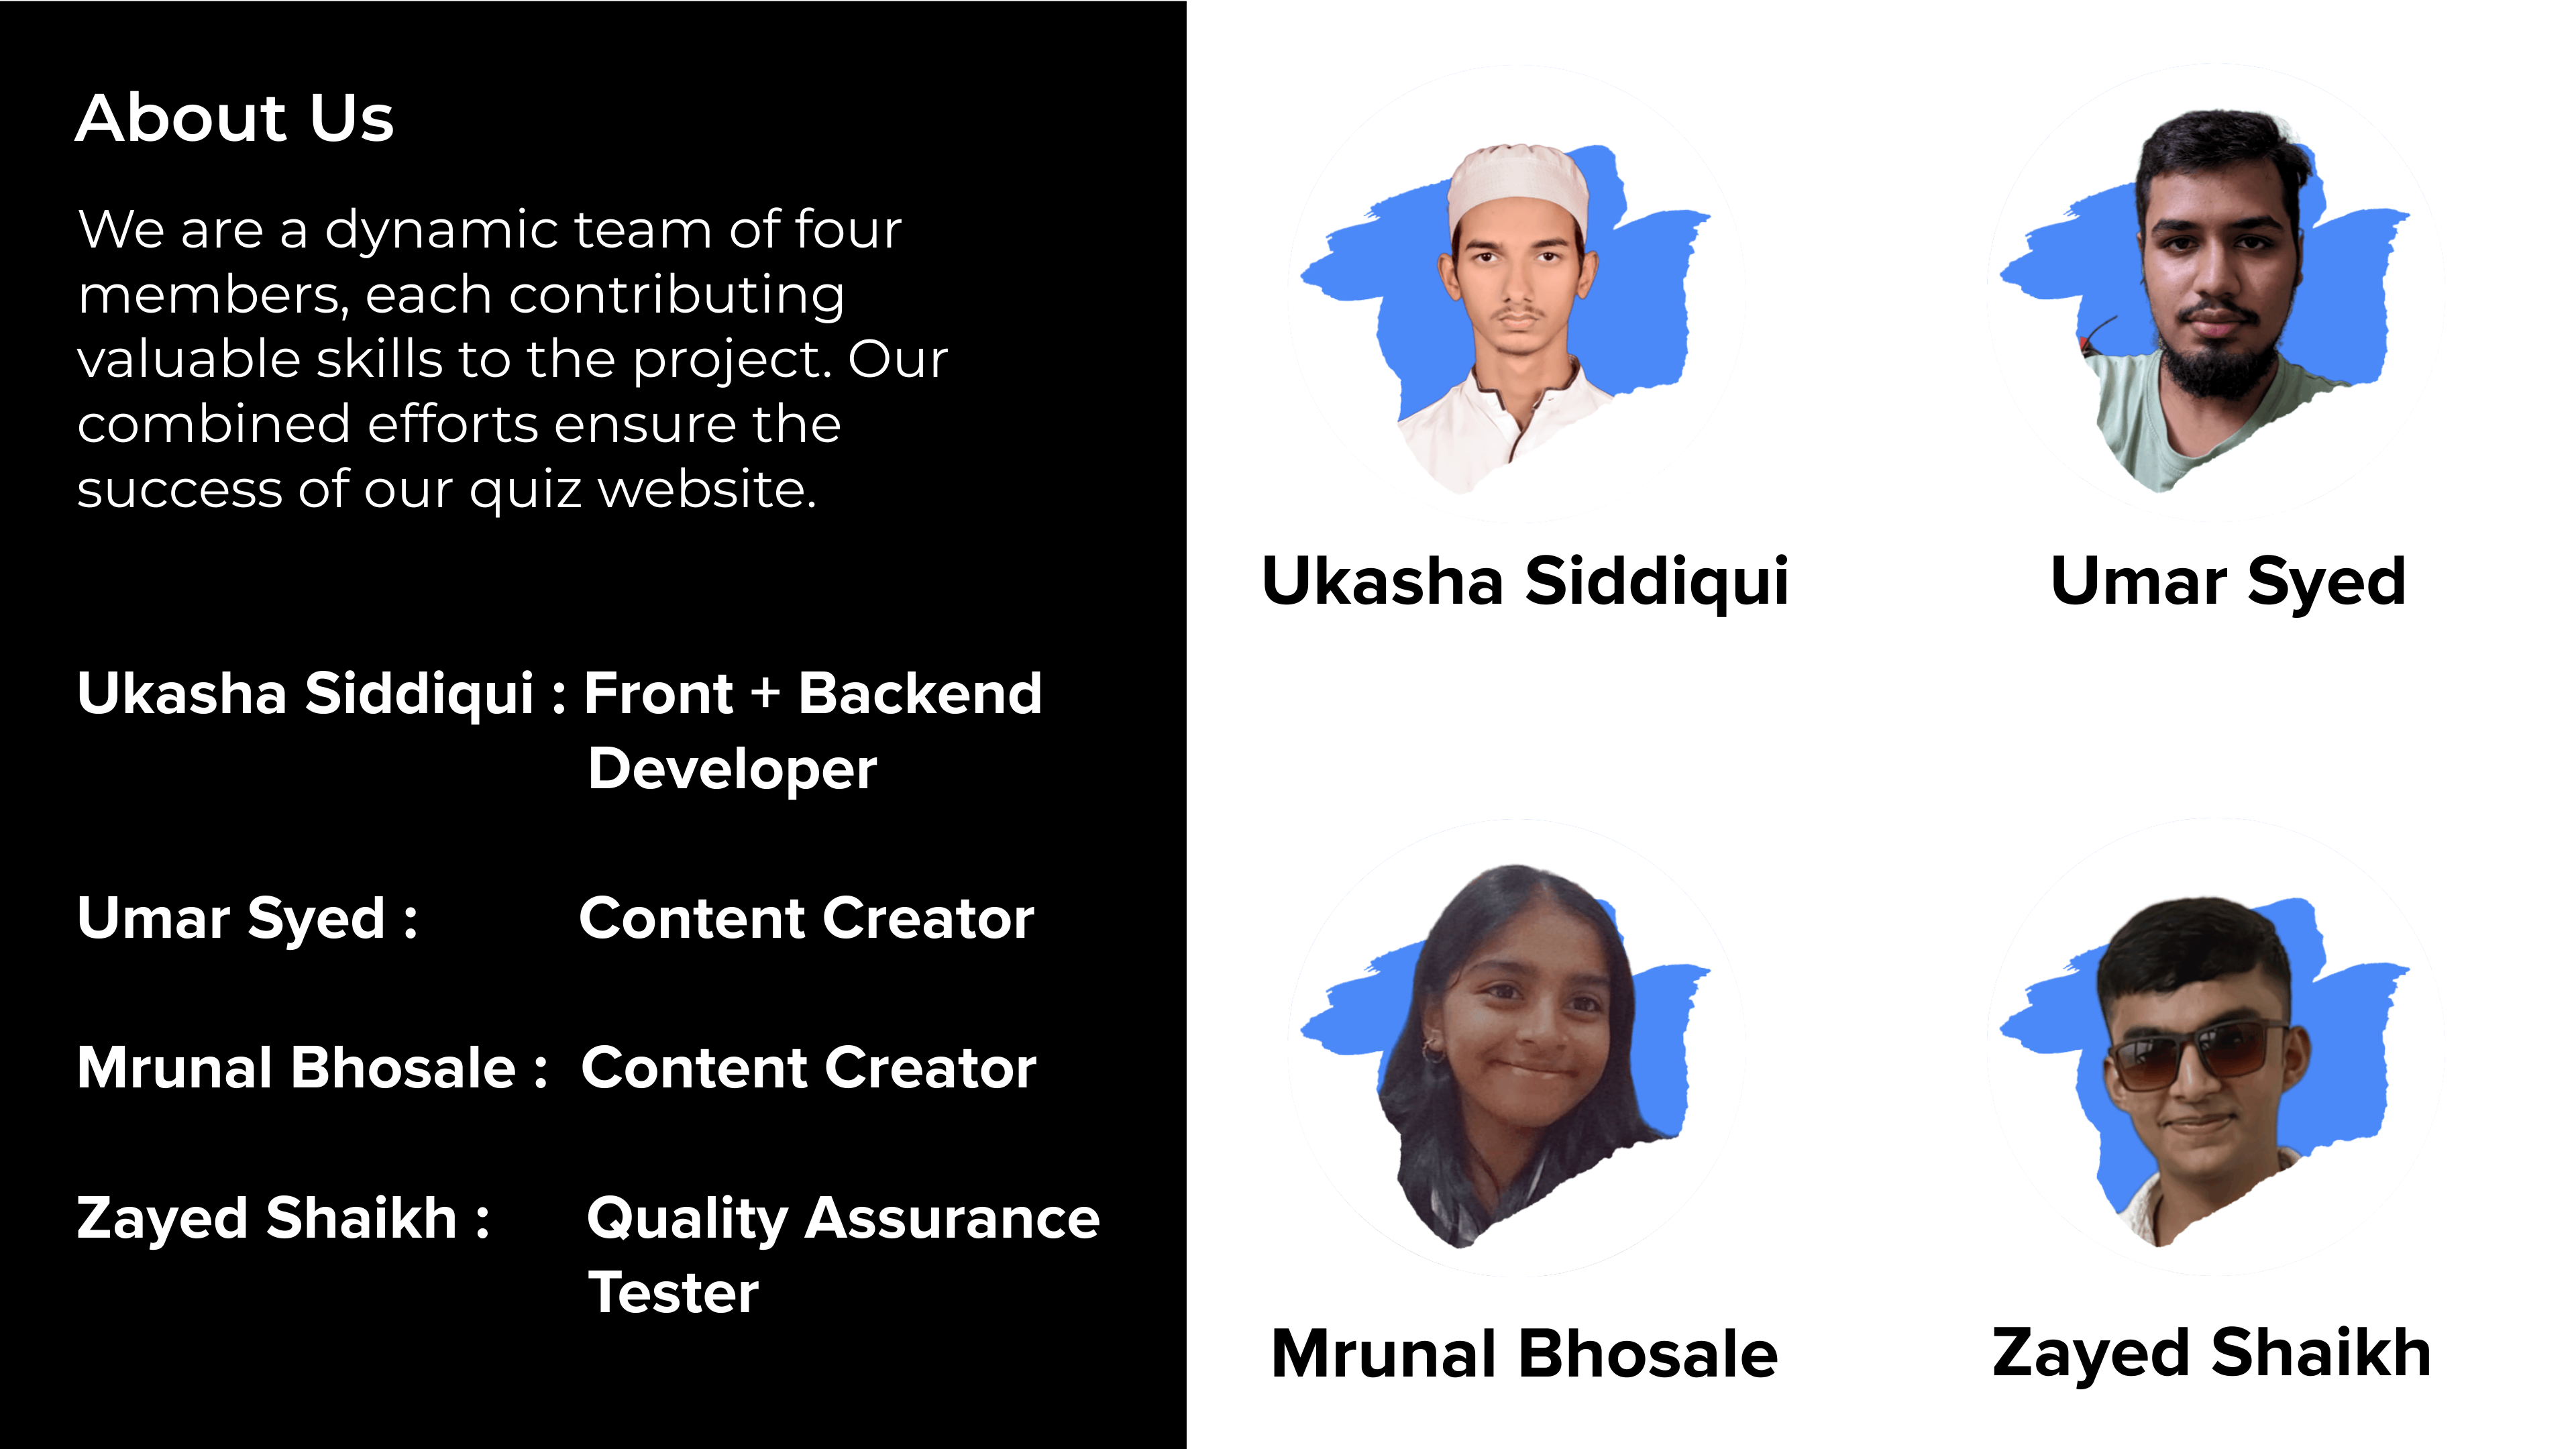 About Us
We are a dynamic team of four
members, each contributing
valuable skills to the project. Our
combined efforts ensure the
success of our quiz website.
Ukasha Siddiqui : Front + Backend
Developer
Umar Syed : Content Creator
Mrunal Bhosale : Content Creator
Zayed Shaikh : Quality Assurance
Tester
Ukasha Siddiqui
Umar Syed
Mrunal Bhosale
Zayed Shaikh